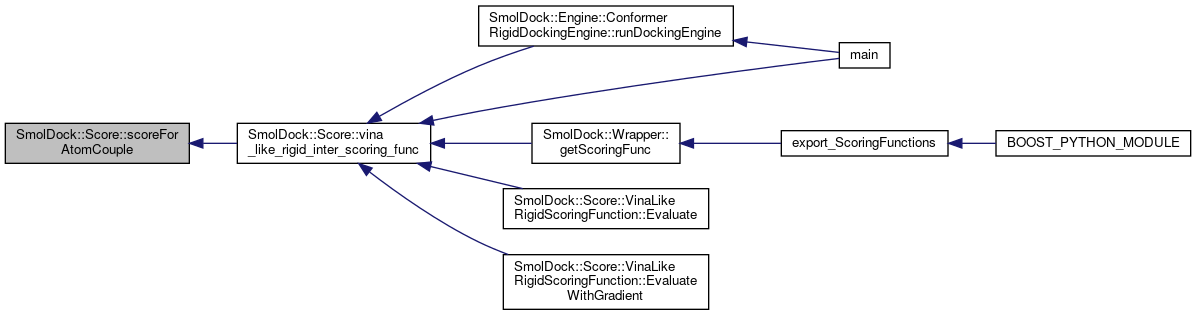 SmolDock::Score::scoreFor
AtomCouple
SmolDock::Score::vina
_like_rigid_inter_scoring_func
SmolDock::Engine::Conformer
RigidDockingEngine::runDockingEngine
main
SmolDock::Wrapper::
getScoringFunc
export_ScoringFunctions
BOOST_PYTHON_MODULE
SmolDock::Score::VinaLike
RigidScoringFunction::Evaluate
SmolDock::Score::VinaLike
RigidScoringFunction::Evaluate
WithGradient